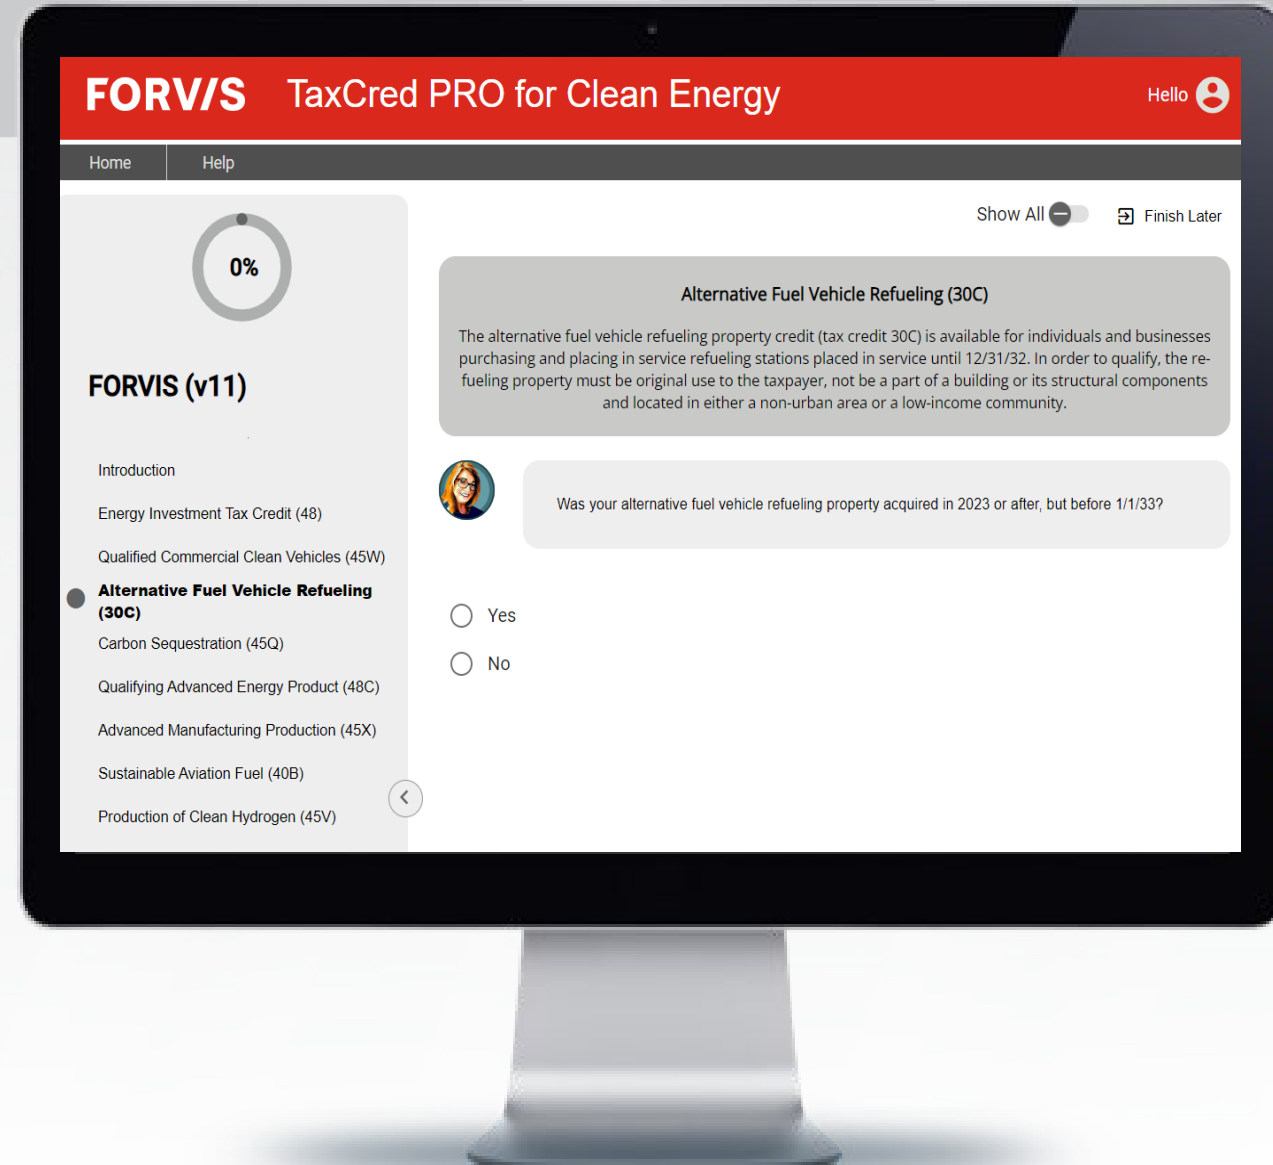 FORV/S TaxCred PRO for Clean Energy
Hello
Home Help
0%
FORVIS (v11)
Introduction
Energy Investment Tax Credit (48)
Qualified Commercial Clean Vehicles (45W)
Alternative Fuel Vehicle Refueling
(30C)
Carbon Sequestration (45Q)
Qualifying Advanced Energy Product (48C)
Advanced Manufacturing Production (45X)
Sustainable Aviation Fuel (40B)
Production of Clean Hydrogen (45V)
Show All
Finish Later
Alternative Fuel Vehicle Refueling (30C)
The alternative fuel vehicle refueling property credit (tax credit 30C) is available for individuals and businesses
purchasing and placing in service refueling stations placed in service until 12/31/32. In order to qualify, the re-
fueling property must be original use to the taxpayer, not be a part of a building or its structural components
and located in either a non-urban area or a low-income community.
Was your alternative fuel vehicle refueling property acquired in 2023 or after, but before 1/1/33?
Yes
No